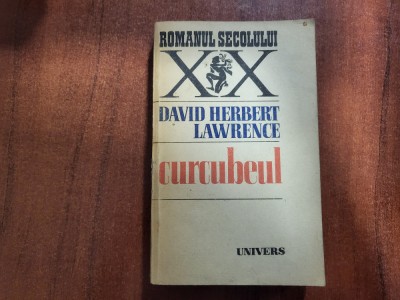 ROMANUL SECOLULUI
XX
DAVID HERBERT
LAWRENCE
curcubeul
UNIVERS